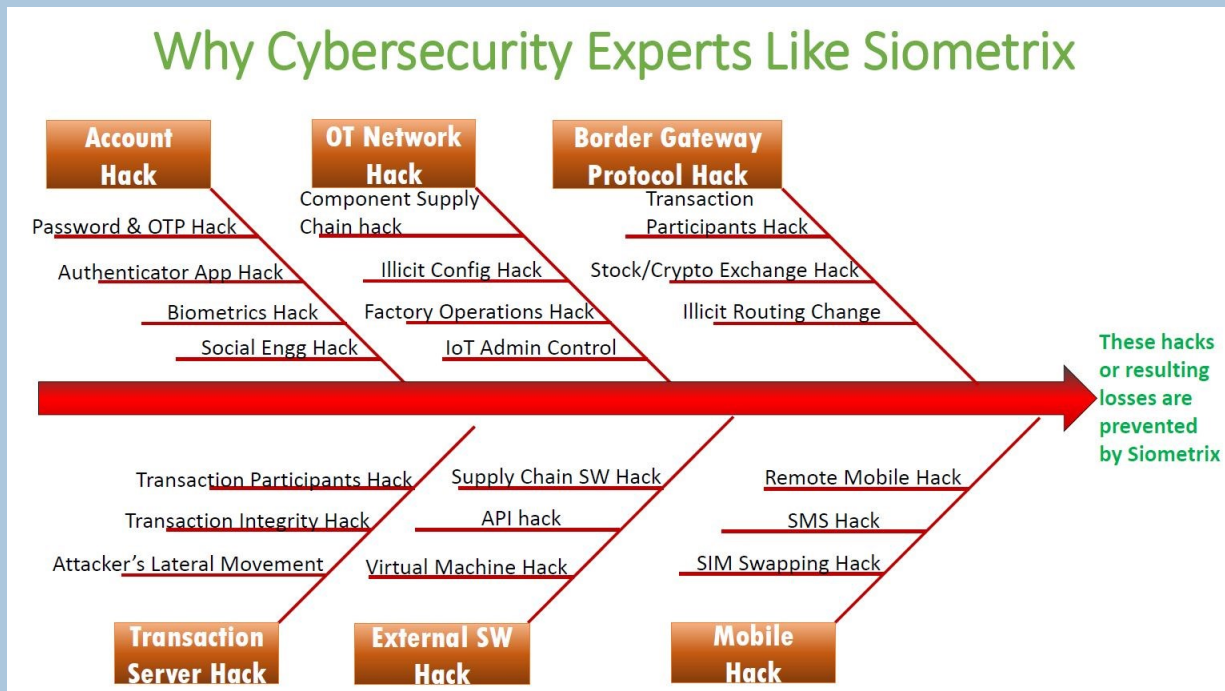 Why Cybersecurity Experts Like Siometrix
Account
Hack
Password & OTP Hack
Authenticator App Hack
Biometrics Hack
Social Engg Hack
OT Network
Hack
Component Supply
Chain hack
Illicit Config Hack
Factory Operations Hack
IoT Admin Control
Border Gateway
Protocol Hack
Transaction
Participants Hack
Stock/Crypto Exchange Hack
Illicit Routing Change
These hacks
or resulting
losses are
prevented
by Siometrix
Transaction Participants Hack
Transaction Integrity Hack
Attacker’s Lateral Movement
Transaction
Server Hack
Supply Chain SW Hack
API hack
Virtual Machine Hack
External SW
Hack
Remote Mobile Hack
SMS Hack
SIM Swapping Hack
Mobile
Hack